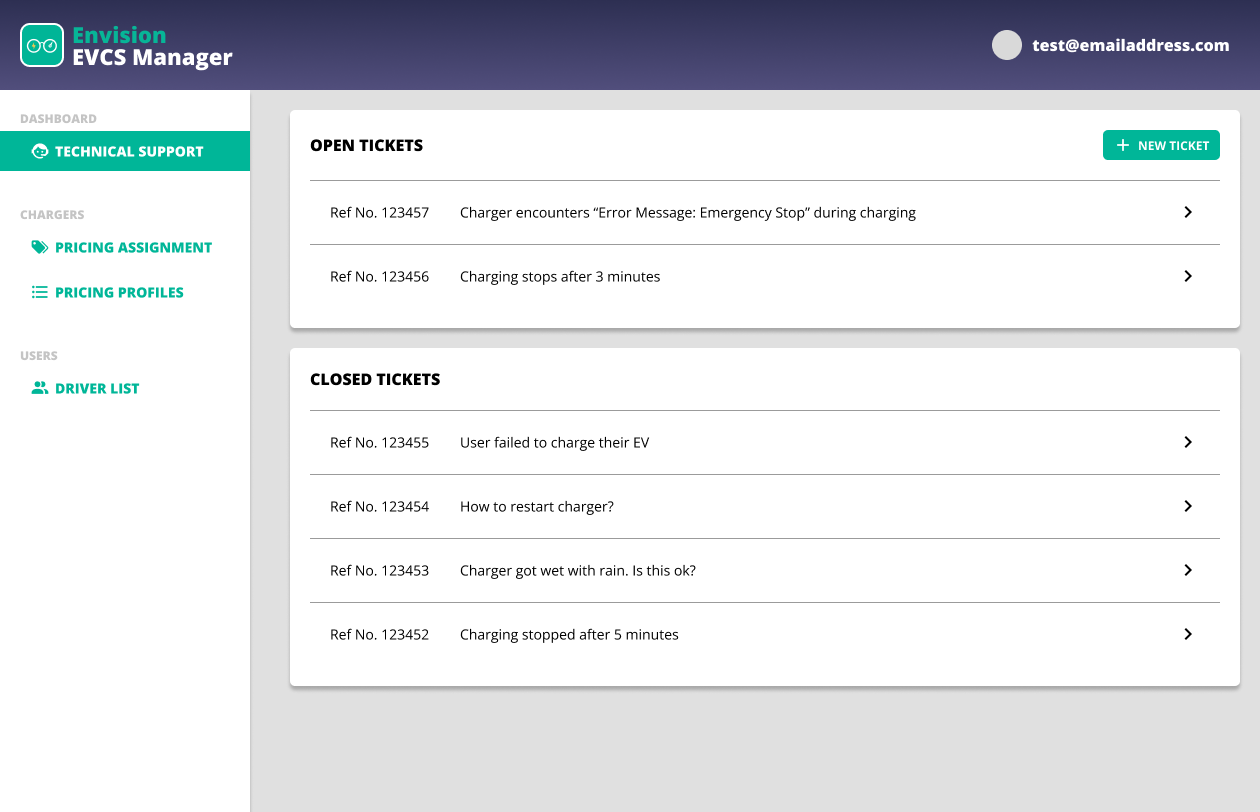 Envision
EVCS Manager
test@emailaddress.com
DASHBOARD
TECHNICAL SUPPORT
CHARGERS
PRICING ASSIGNMENT
PRICING PROFILES
USERS
DRIVER LIST
OPEN TICKETS
NEW TICKET
Ref No. 123457 Charger encounters “Error Message: Emergency Stop” during charging
Ref No. 123456 Charging stops after 3 minutes
CLOSED TICKETS
Ref No. 123455 User failed to charge their EV
Ref No. 123454 How to restart charger?
Ref No. 123453 Charger got wet with rain. Is this ok?
Ref No. 123452 Charging stopped after 5 minutes